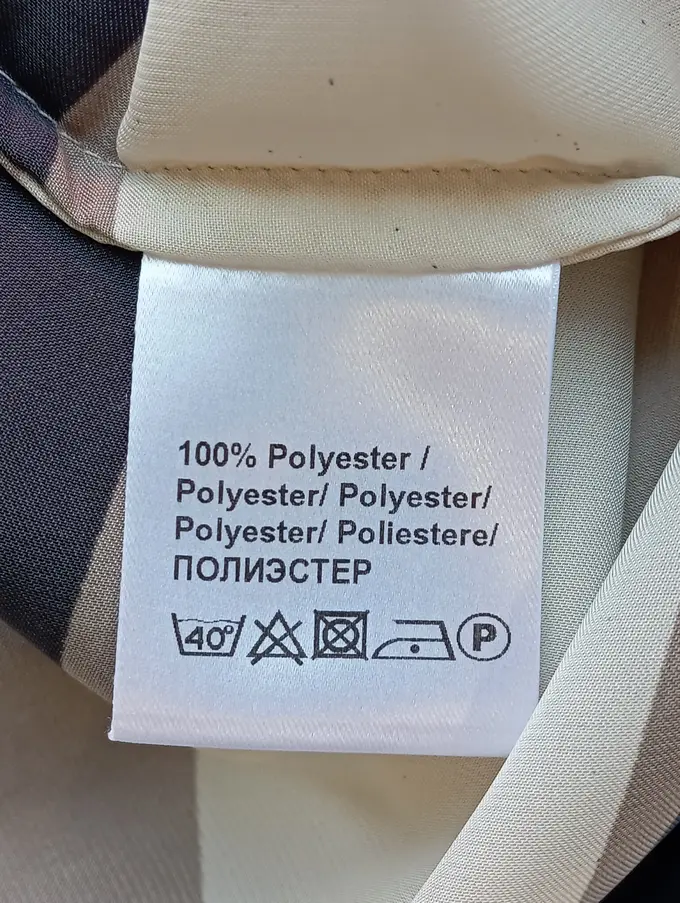 100% Polyester /
Polyester/ Polyester/
Polyester/ Poliestere/
ПОЛИЭСТЕР
40° P